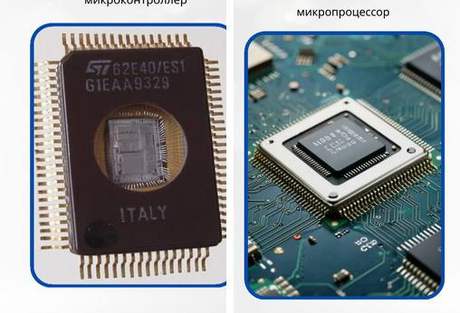 микроконтроллер
микропроцессор
ST 62E40/ES1
G1EAA9329
ITALY